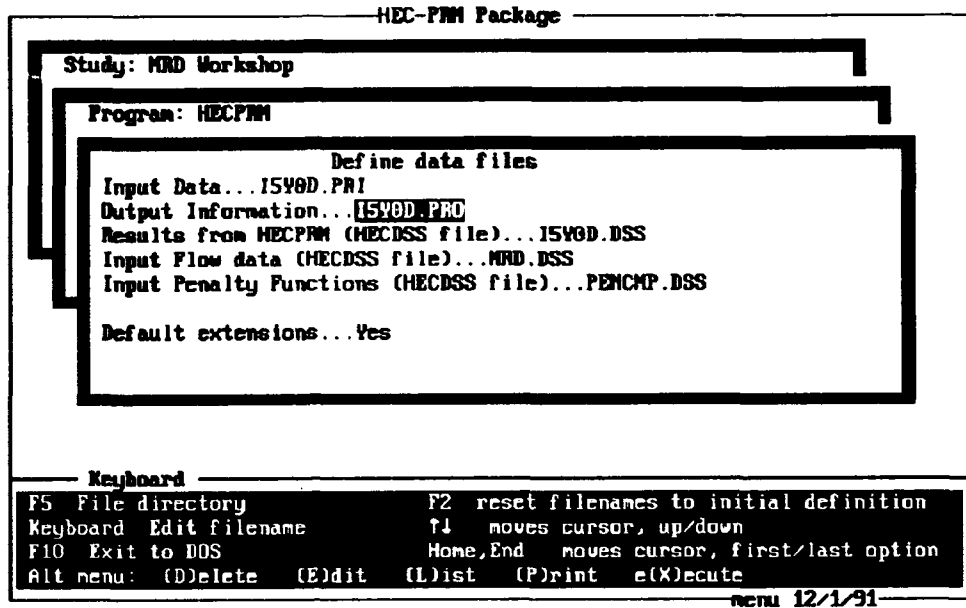 HEC-PRM Package
Study: MRD Workshop
Program: HECPRM
Define data files
Input Data...I5Y0D.PRI
Output Information...I5Y0D.PRO
Results from HECPRM (HECDSS file)...I5Y0D.DSS
Input Flow data (HECDSS file)...MRD.DSS
Input Penalty Functions (HECDSS file)...PENCMP.DSS
Default extensions...Yes
Keyboard
F5 File directory F2 reset filenames to initial definition
Keyboard Edit filename ↑↓ moves cursor, up/down
F10 Exit to DOS Home,End moves cursor, first/last option
Alt menu: (D)elete (E)dit (L)ist (P)rint e(X)ecute
menu 12/1/91